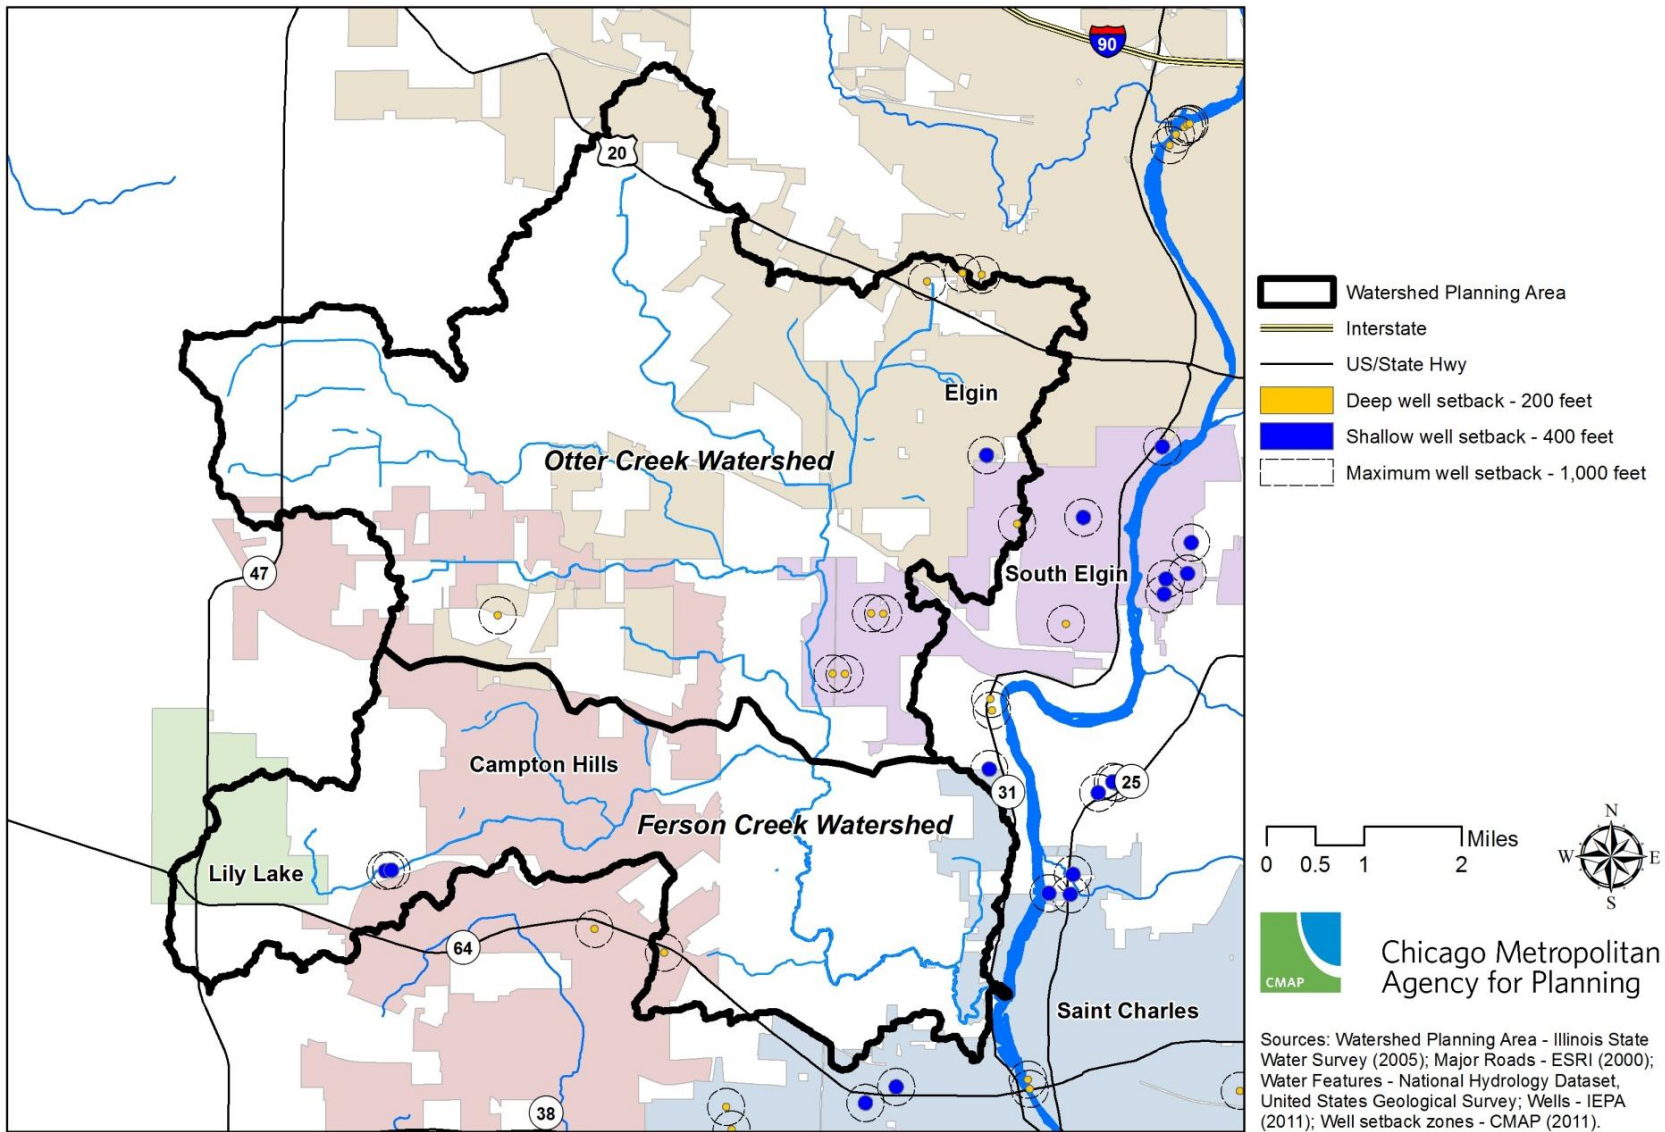 90
20
Elgin
Otter Creek Watershed
47
South Elgin
Campton Hills
31
25
Ferson Creek Watershed
Lily Lake
64
Saint Charles
38
Watershed Planning Area
Interstate
US/State Hwy
Deep well setback - 200 feet
Shallow well setback - 400 feet
Maximum well setback - 1,000 feet
Miles
0 0.5 1 2
N
W E
S
CMAP
Chicago Metropolitan
Agency for Planning
Sources: Watershed Planning Area - Illinois State
Water Survey (2005); Major Roads - ESRI (2000);
Water Features - National Hydrology Dataset,
United States Geological Survey; Wells - IEPA
(2011); Well setback zones - CMAP (2011).